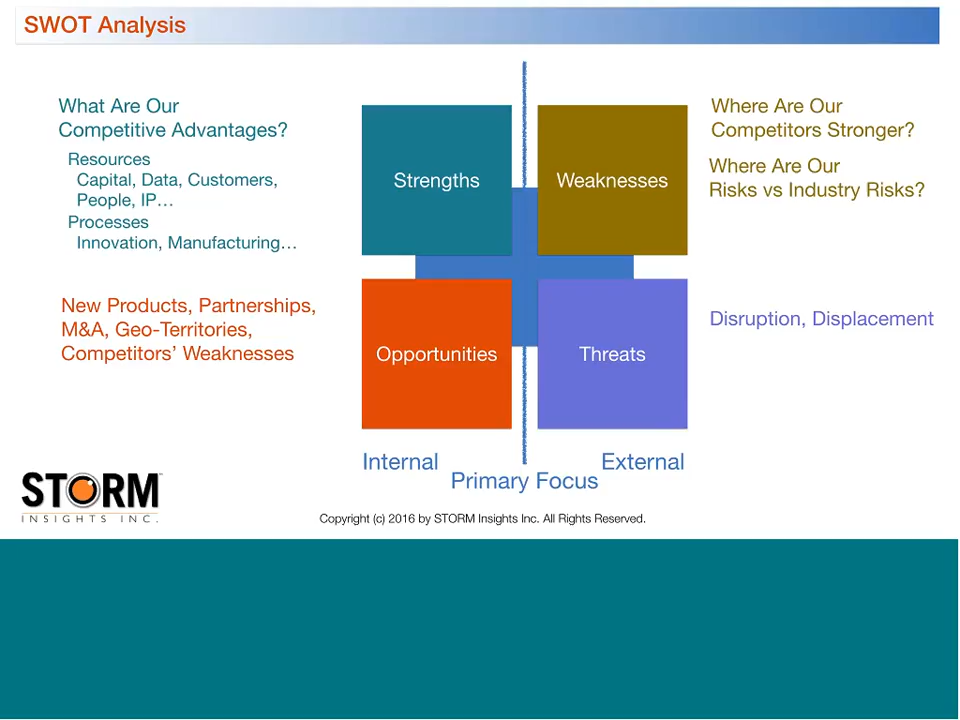 SWOT Analysis
What Are Our
Competitive Advantages?
Resources
Capital, Data, Customers,
People, IP…
Processes
Innovation, Manufacturing…
Strengths
Weaknesses
Where Are Our
Competitors Stronger?
Where Are Our
Risks vs Industry Risks?
New Products, Partnerships,
M&A, Geo-Territories,
Competitors’ Weaknesses
Opportunities
Threats
Disruption, Displacement
Internal
External
Primary Focus
STORM
INSIGHTS INC.
Copyright (c) 2016 by STORM Insights Inc. All Rights Reserved.